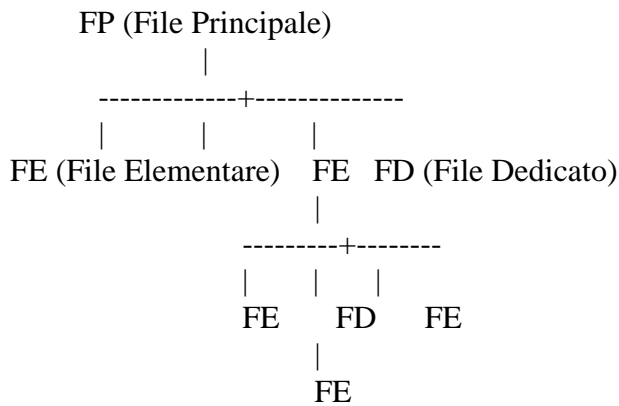 FP (File Principale)
|
-------------+--------------
| | |
FE (File Elementare) FE FD (File Dedicato)
|
---------+--------
| | |
FE FD FE
|
FE